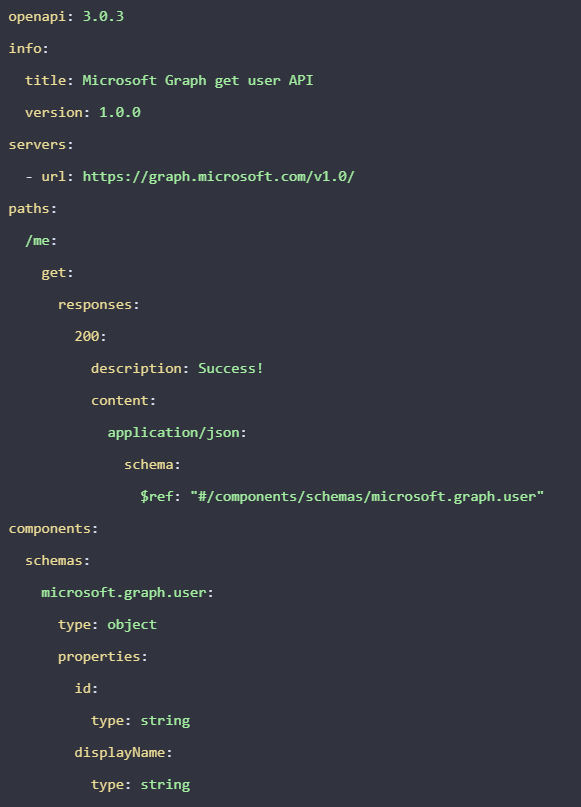 openapi: 3.0.3
info:
  title: Microsoft Graph get user API
  version: 1.0.0
servers:
  - url: https://graph.microsoft.com/v1.0/
paths:
  /me:
    get:
      responses:
        200:
          description: Success!
          content:
            application/json:
              schema:
                $ref: "#/components/schemas/microsoft.graph.user"
components:
  schemas:
    microsoft.graph.user:
      type: object
      properties:
        id:
          type: string
        displayName:
          type: string